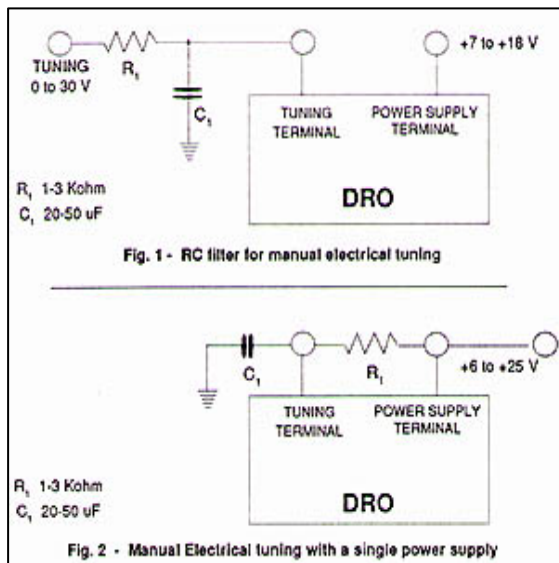 +7 to +18 V
TUNING
0 to 30 V
R1
C1
TUNING
TERMINAL
POWER SUPPLY
TERMINAL
DRO
R1 1-3 Kohm
C1 20-50 uF
Fig. 1 - RC filter for manual electrical tuning
C1
R1
+6 to +25 V
TUNING
TERMINAL
POWER SUPPLY
TERMINAL
DRO
R1 1-3 Kohm
C1 20-50 uF
Fig. 2 - Manual Electrical tuning with a single power supply